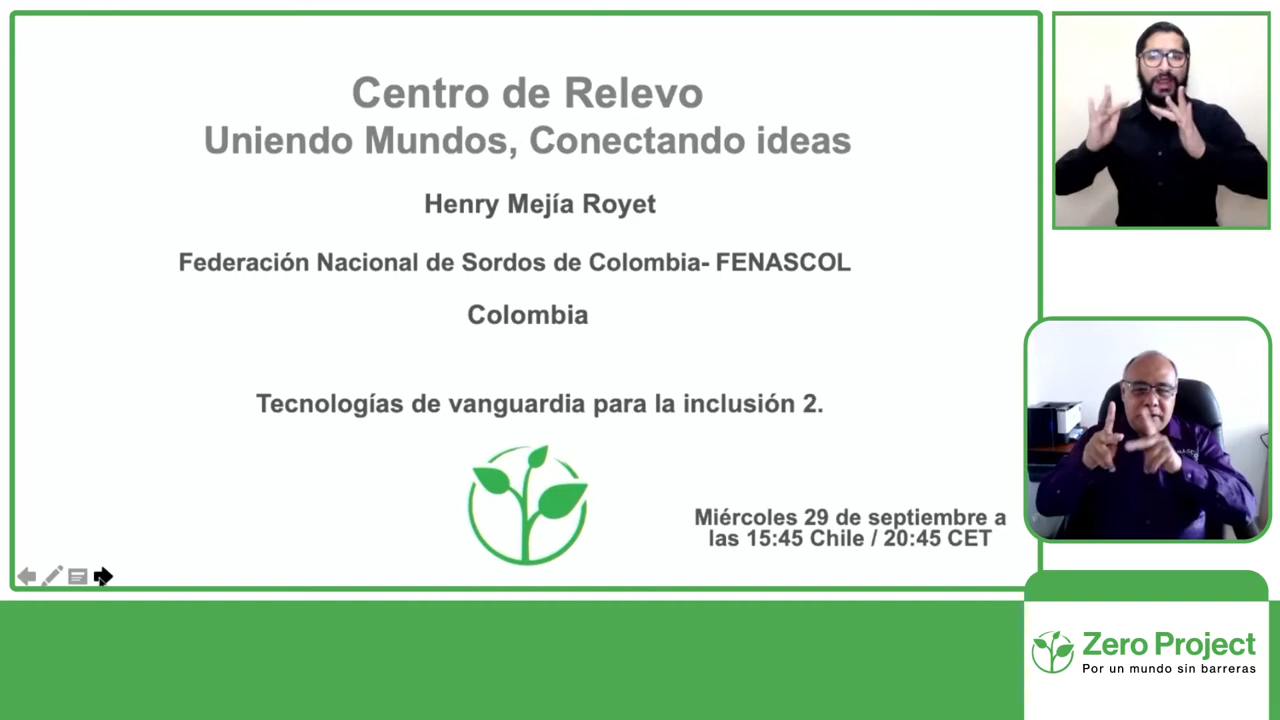 Centro de Relevo
Uniendo Mundos, Conectando ideas
Henry Mejía Royet
Federación Nacional de Sordos de Colombia- FENASCOL
Colombia
Tecnologías de vanguardia para la inclusión 2.
Miércoles 29 de septiembre a
las 15:45 Chile / 20:45 CET
Zero Project
Por un mundo sin barreras